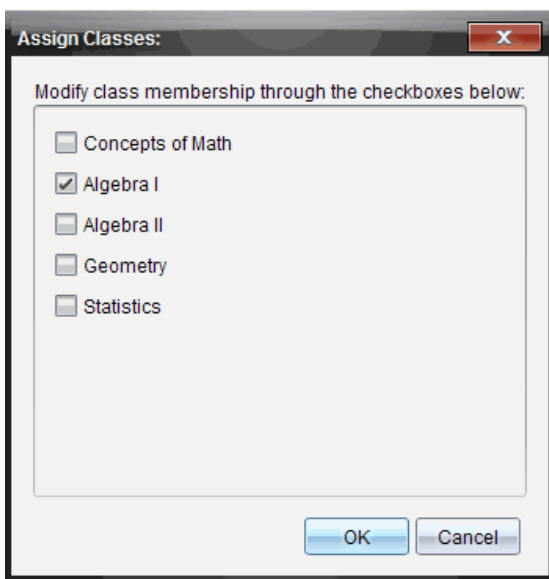 Assign Classes:
Modify class membership through the checkboxes below:
Concepts of Math
Algebra I
Algebra II
Geometry
Statistics
OK Cancel